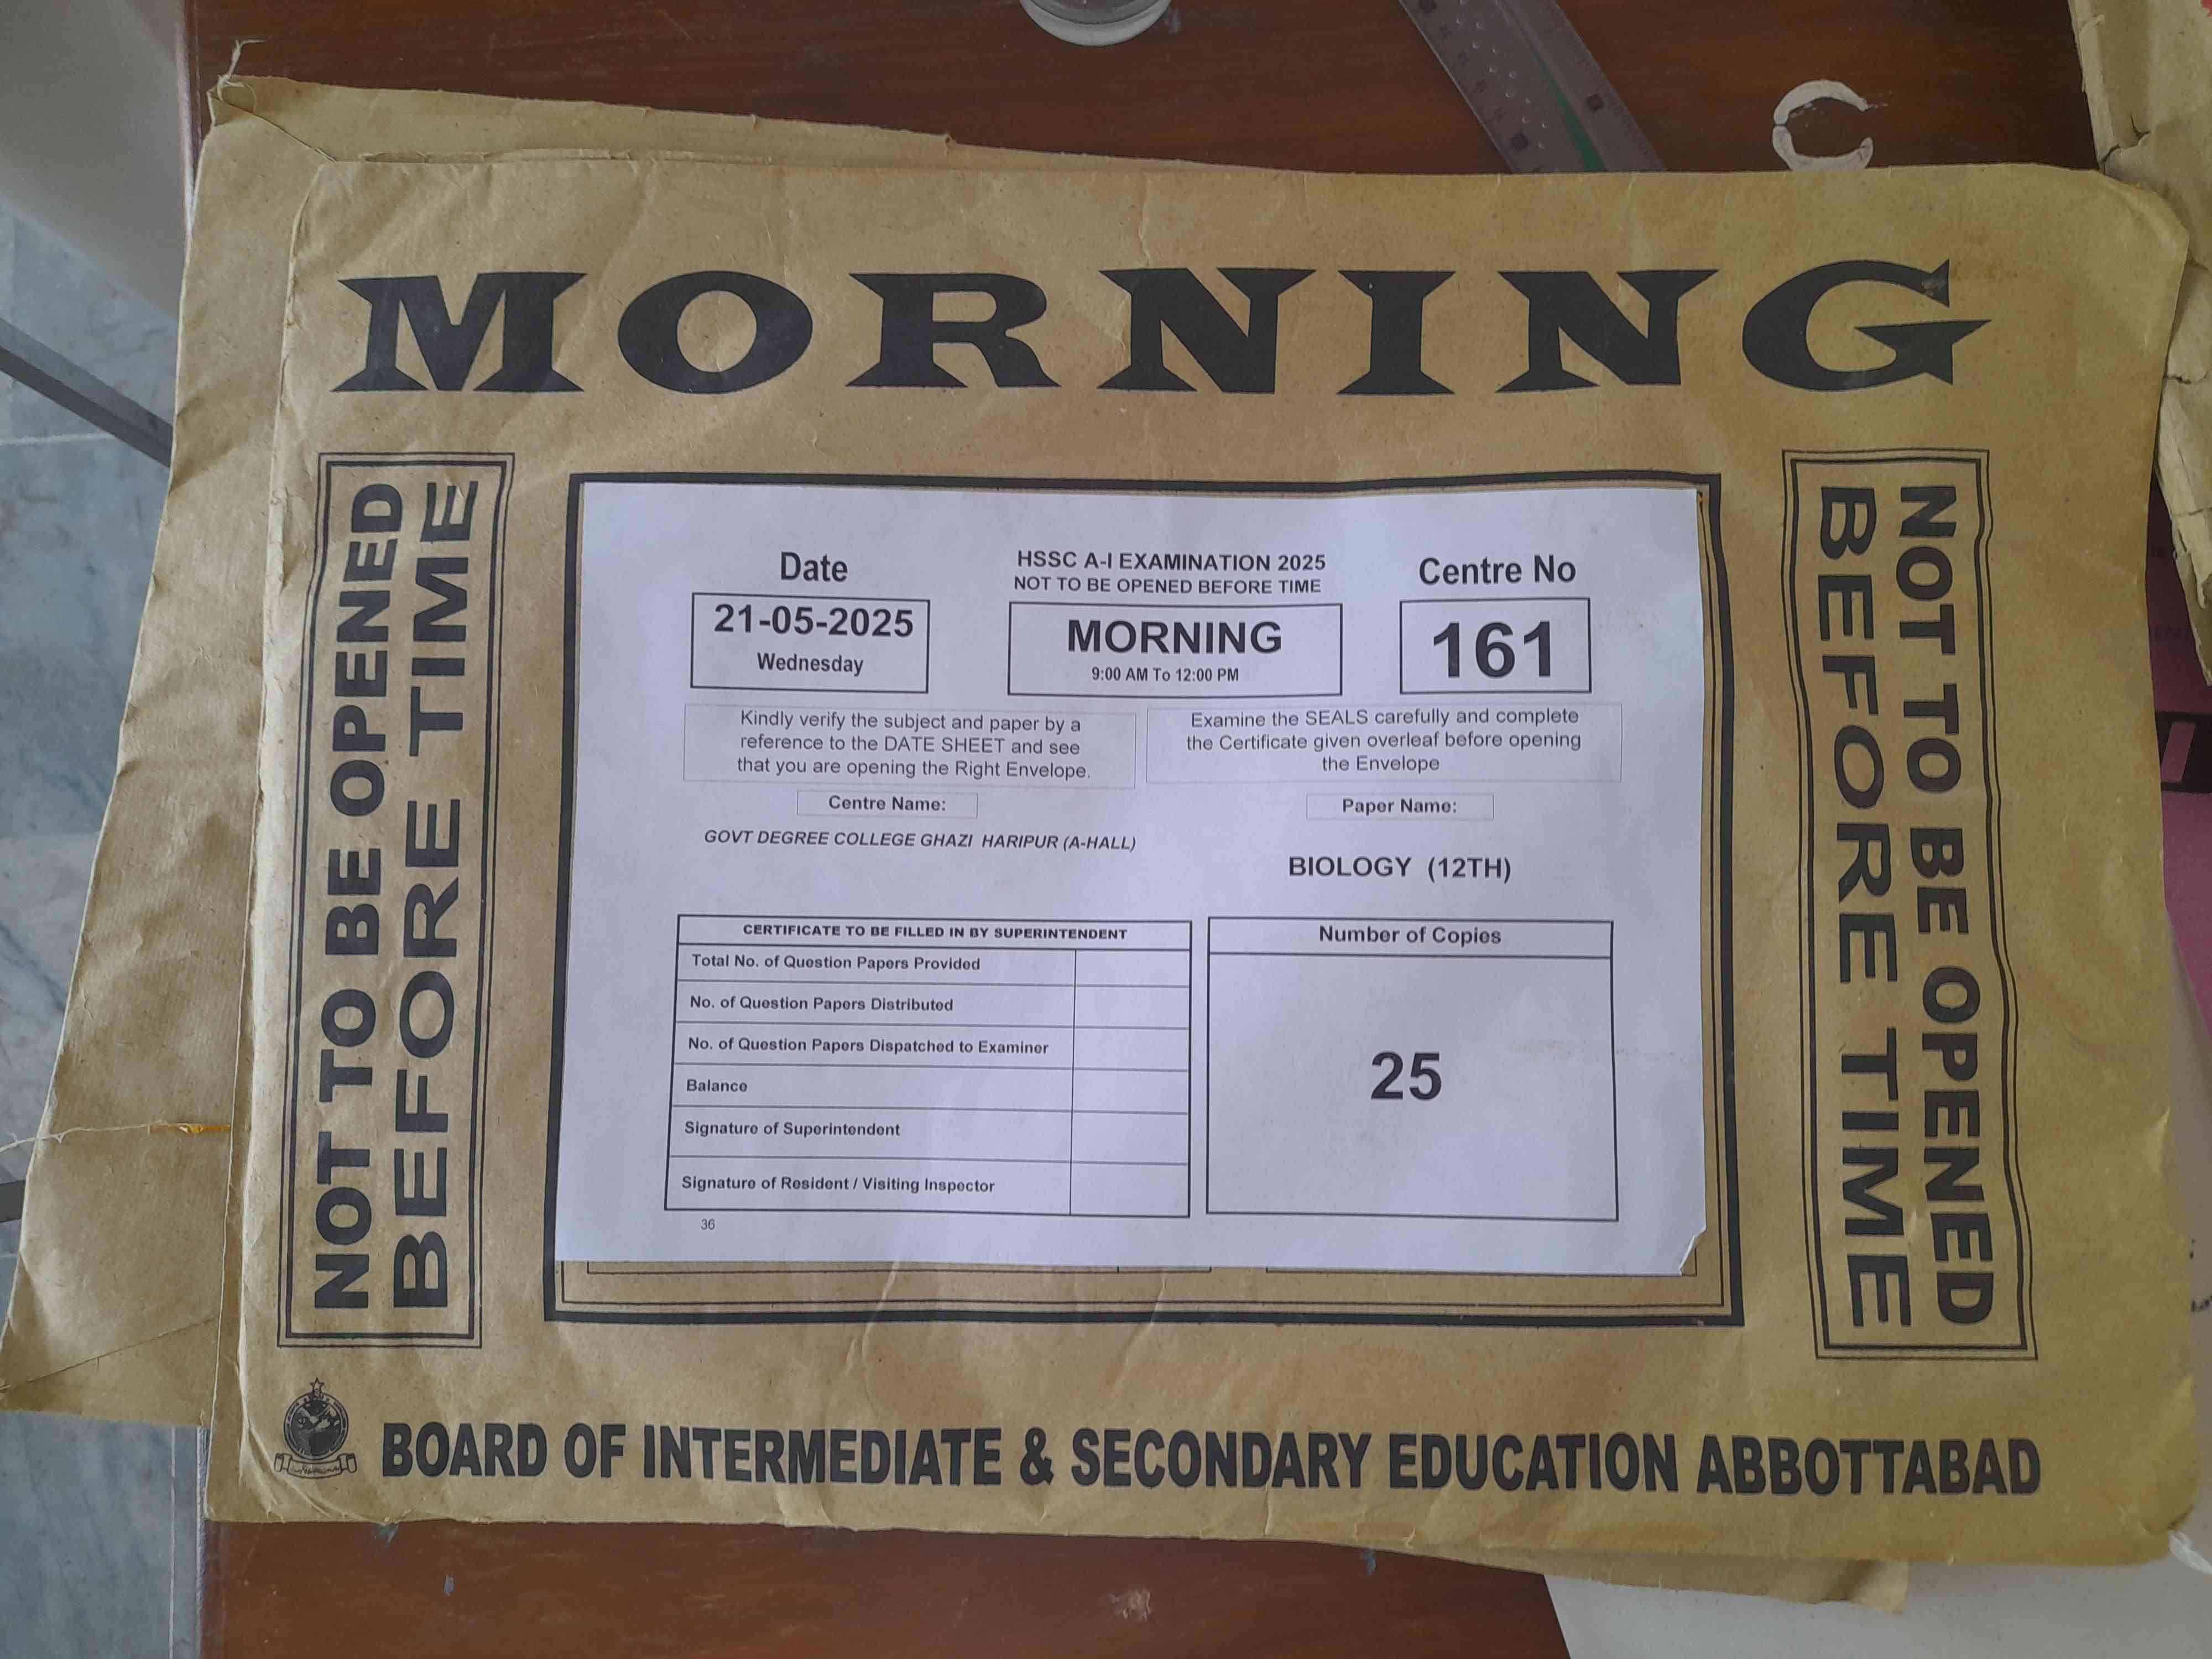 MORNING
NOT TO BE OPENED
BEFORE TIME
Date
21-05-2025
Wednesday
HSSC A-I EXAMINATION 2025
NOT TO BE OPENED BEFORE TIME
MORNING
9:00 AM To 12:00 PM
Centre No
161
Kindly verify the subject and paper by a
reference to the DATE SHEET and see
that you are opening the Right Envelope.
Examine the SEALS carefully and complete
the Certificate given overleaf before opening
the Envelope
Centre Name:
GOVT DEGREE COLLEGE GHAZI HARIPUR (A-HALL)
Paper Name:
BIOLOGY (12TH)
CERTIFICATE TO BE FILLED IN BY SUPERINTENDENT
Total No. of Question Papers Provided
No. of Question Papers Distributed
No. of Question Papers Dispatched to Examiner
Balance
Signature of Superintendent
Signature of Resident / Visiting Inspector
Number of Copies
25
36
NOT TO BE OPENED
BEFORE TIME
BOARD OF INTERMEDIATE & SECONDARY EDUCATION ABBOTTABAD